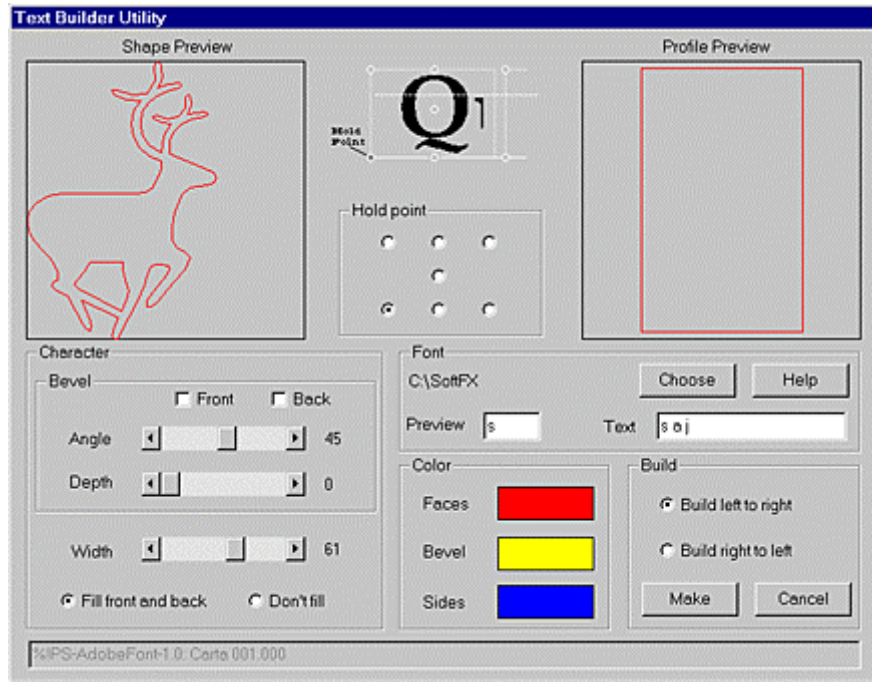 Text Builder Utility
Shape Preview
Profile Preview
Q1
Hold
Point
Hold point
Character
Bevel
Front
Back
Angle
45
Depth
0
Width
61
Fill front and back
Don't fill
Font
C:\SoftFX
Choose
Help
Preview
s
Text
s a j
Color
Faces
Bevel
Sides
Build
Build left to right
Build right to left
Make
Cancel
%!PS-AdobeFont-1.0: Carta 001.000